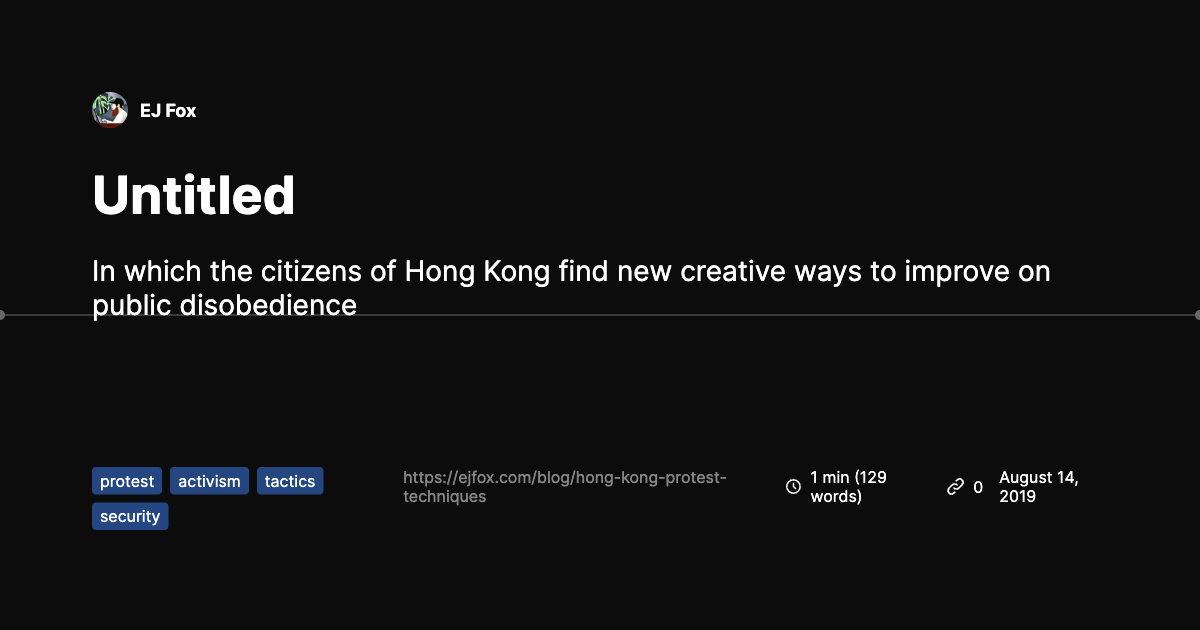 EJ Fox
Untitled
In which the citizens of Hong Kong find new creative ways to improve on
public disobedience
protest activism tactics
security
https://ejfox.com/blog/hong-kong-protest-
techniques
1 min (129
words)
0
August 14,
2019